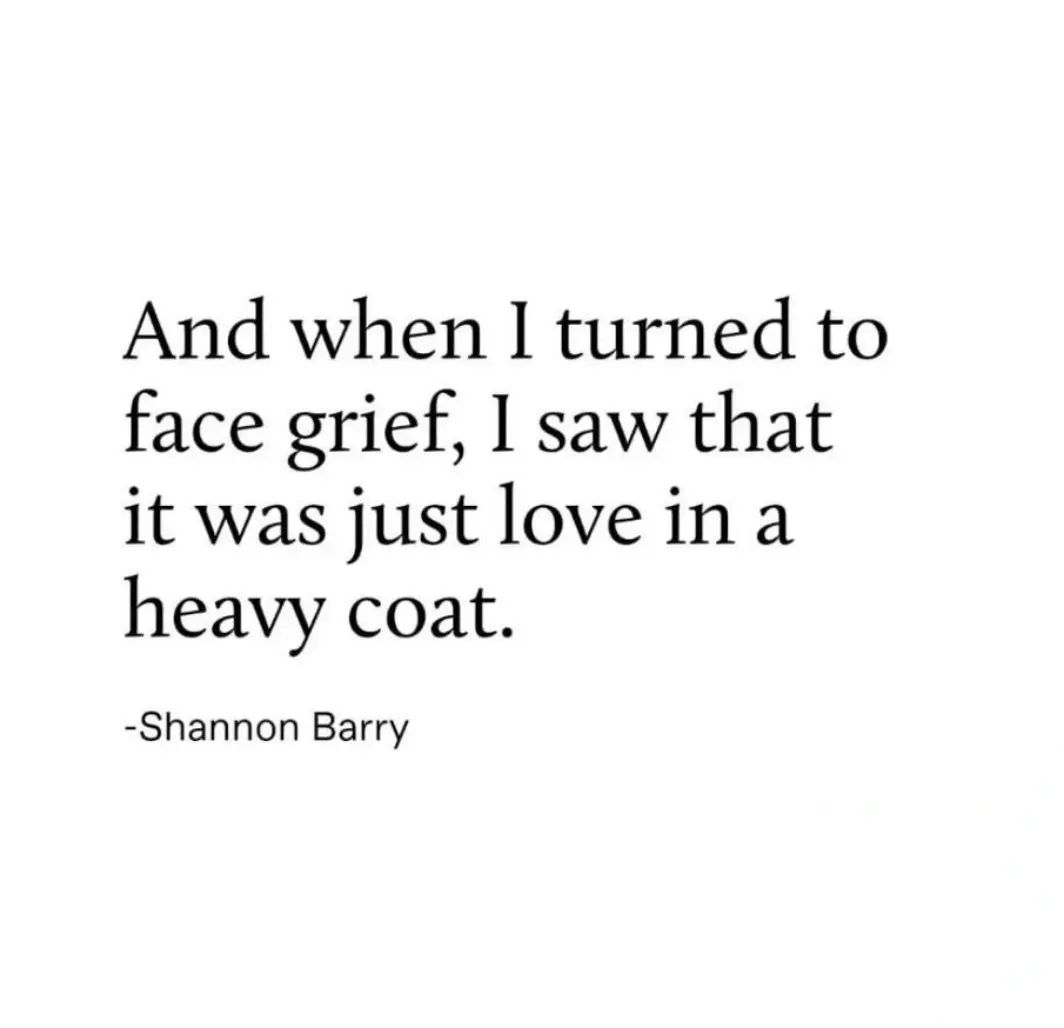 And when I turned to
face grief, I saw that
it was just love in a
heavy coat.
-Shannon Barry